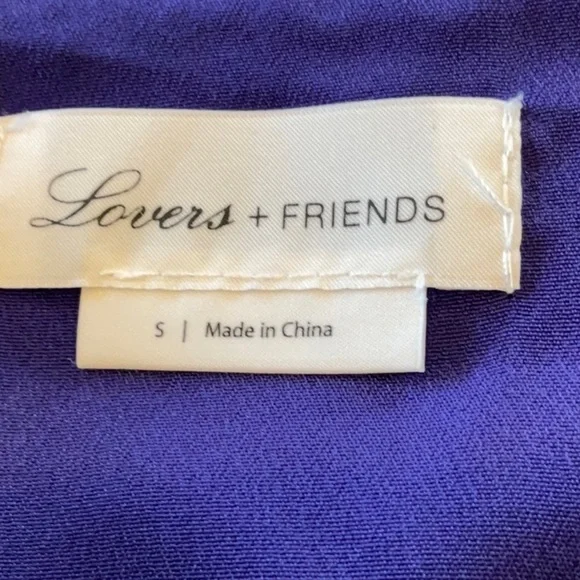 Lovers + FRIENDS
S | Made in China